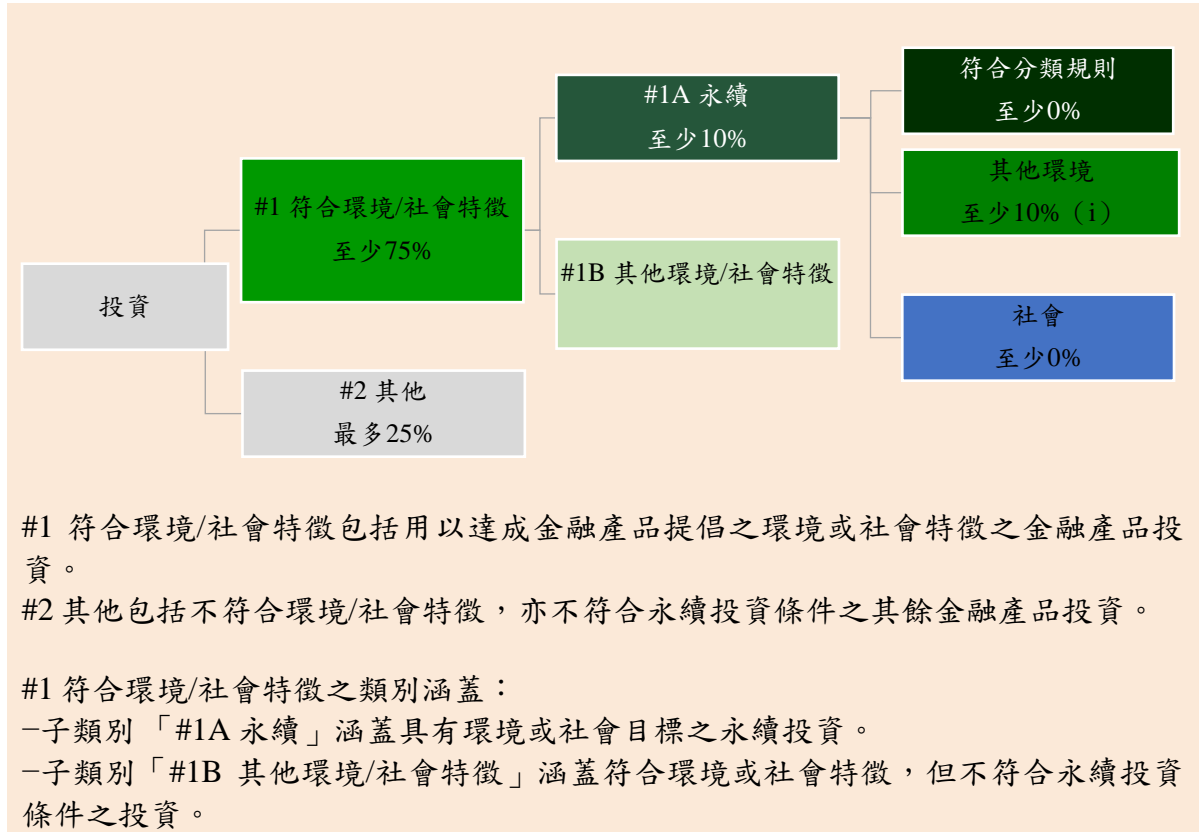 投資
#1 符合環境/社會特徵
至少75%
#2 其他
最多25%
#1A 永續
至少10%
#1B 其他環境/社會特徵
符合分類規則
至少0%
其他環境
至少10%（i）
社會
至少0%
#1 符合環境/社會特徵包括用以達成金融產品提倡之環境或社會特徵之金融產品投
資。
#2 其他包括不符合環境/社會特徵，亦不符合永續投資條件之其餘金融產品投資。
#1 符合環境/社會特徵之類別涵蓋：
−子類別 「#1A 永續」涵蓋具有環境或社會目標之永續投資。
−子類別「#1B 其他環境/社會特徵」涵蓋符合環境或社會特徵，但不符合永續投資
條件之投資。